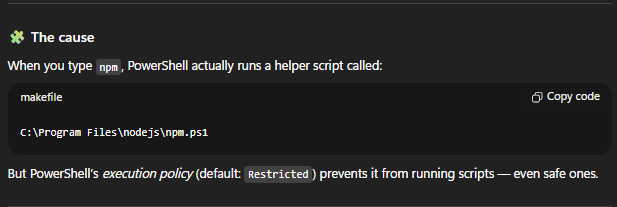 🧩 The cause
When you type npm, PowerShell actually runs a helper script called:
makefile
Copy code
C:\Program Files\nodejs\npm.ps1
But PowerShell's execution policy (default: Restricted) prevents it from running scripts — even safe ones.